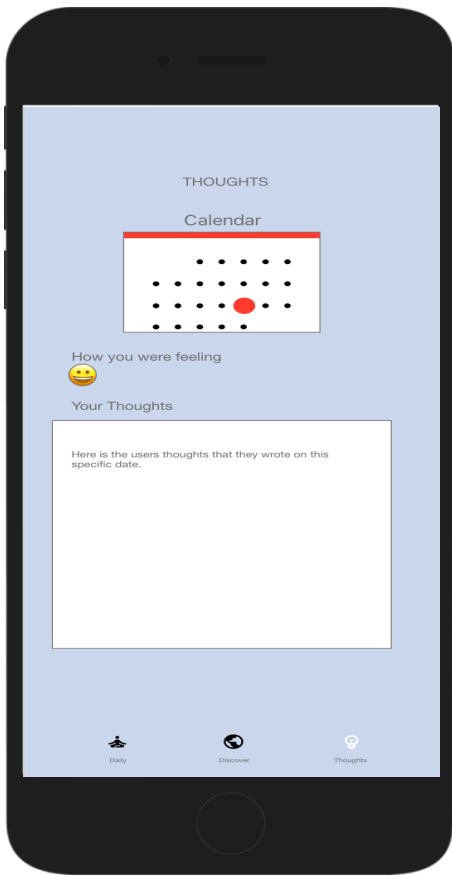 THOUGHTS
Calendar
How you were feeling
Your Thoughts
Here is the users thoughts that they wrote on this
specific date.
Daily
Discover
Thoughts